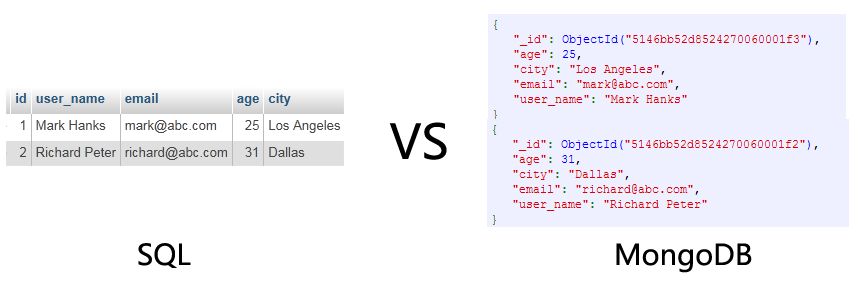 id user_name email age city
1 Mark Hanks mark@abc.com 25 Los Angeles
2 Richard Peter richard@abc.com 31 Dallas
SQL
VS
{
"_id": ObjectId("5146bb52d8524270060001f3"),
"age": 25,
"city": "Los Angeles",
"email": "mark@abc.com",
"user_name": "Mark Hanks"
}
{
"_id": ObjectId("5146bb52d8524270060001f2"),
"age": 31,
"city": "Dallas",
"email": "richard@abc.com",
"user_name": "Richard Peter"
}
MongoDB